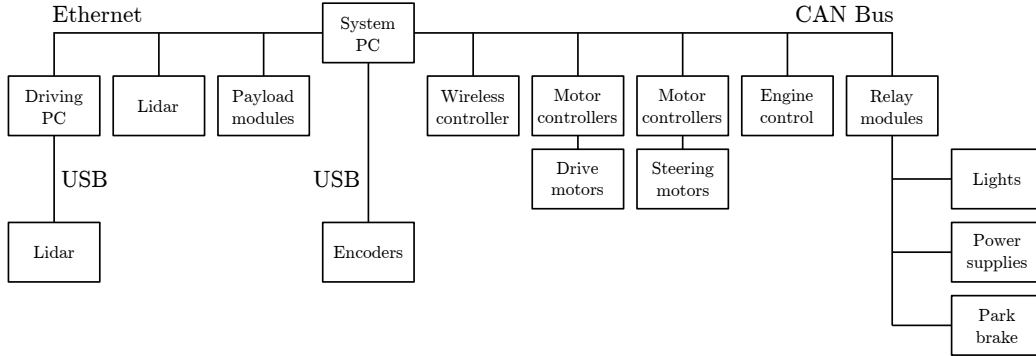 Ethernet
System
PC
CAN Bus
Driving
PC
Lidar
Payload
modules
Wireless
controller
Motor
controllers
Motor
controllers
Engine
control
Relay
modules
USB
USB
Drive
motors
Steering
motors
Lights
Lidar
Encoders
Power
supplies
Park
brake